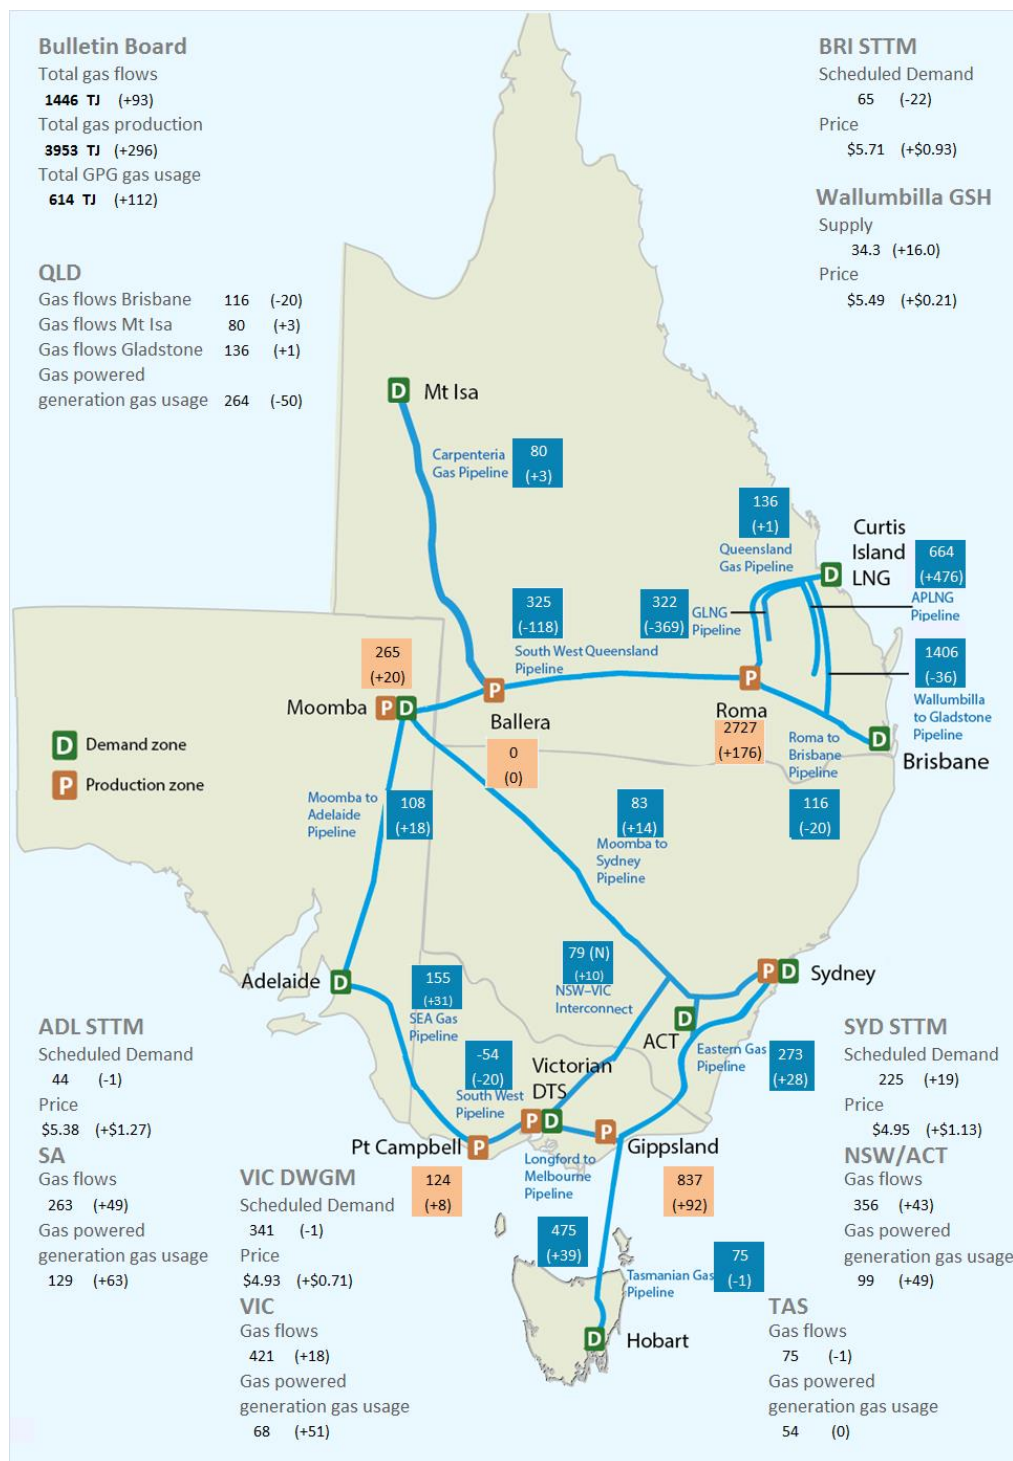 Bulletin Board
Total gas flows
1446 TJ (+93)
Total gas production
3953 TJ (+296)
Total GPG gas usage
614 TJ (+112)
BRI STTM
Scheduled Demand
65 (-22)
Price
$5.71 (+$0.93)
Wallumbilla GSH
Supply
34.3 (+16.0)
Price
$5.49 (+$0.21)
QLD
Gas flows Brisbane 116 (-20)
Gas flows Mt Isa 80 (+3)
Gas flows Gladstone 136 (+1)
Gas powered
generation gas usage 264 (-50)
D Mt Isa
Carpenteria
Gas Pipeline
80
(+3)
136
(+1)
Queensland
Gas Pipeline
Curtis
Island
D LNG
664
(+476)
APLNG
Pipeline
325
(-118)
South West Queensland
Pipeline
322
(-369)
GLNG
Pipeline
1406
(-36)
Wallumbilla
to Gladstone
Pipeline
265
(+20)
Moomba P D
P
Ballera
0
(0)
P
Roma
2727
(+176)
Roma to
Brisbane
Pipeline
D
Brisbane
116
(-20)
D Demand zone
P Production zone
Moomba to
Adelaide
Pipeline
108
(+18)
83
(+14)
Moomba to
Sydney
Pipeline
79 (N)
(+10)
NSW–VIC
Interconnect
Adelaide D
155
(+31)
SEA Gas
Pipeline
P D Sydney
D
ACT
Eastern Gas
Pipeline
273
(+28)
-54
(-20)
South West
Pipeline
Victorian
DTS
P D
P
Gippsland
837
(+92)
Pt Campbell P
124
(+8)
Longford to
Melbourne
Pipeline
475
(+39)
Tasmanian Gas
Pipeline
75
(-1)
D Hobart
ADL STTM
Scheduled Demand
44 (-1)
Price
$5.38 (+$1.27)
SA
Gas flows
263 (+49)
Gas powered
generation gas usage
129 (+63)
VIC DWGM
Scheduled Demand
341 (-1)
Price
$4.93 (+$0.71)
VIC
Gas flows
421 (+18)
Gas powered
generation gas usage
68 (+51)
SYD STTM
Scheduled Demand
225 (+19)
Price
$4.95 (+$1.13)
NSW/ACT
Gas flows
356 (+43)
Gas powered
generation gas usage
99 (+49)
TAS
Gas flows
75 (-1)
Gas powered
generation gas usage
54 (0)